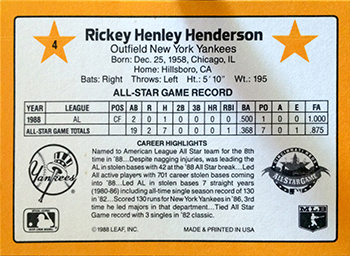 4
Rickey Henley Henderson
Outfield New York Yankees
Born: Dec. 25, 1958, Chicago, IL
Home: Hillsboro, CA
Bats: Right Throws: Left Ht.: 5'10" Wt.: 195
ALL-STAR GAME RECORD
YEAR LEAGUE POS AB R H 2B 3B HR RBI BA PO A E FA
1988 AL CF 2 0 1 0 0 0 0 .500 1 0 0 1.000
ALL-STAR GAME TOTALS 19 2 7 0 0 0 1 .368 7 0 1 .875
CAREER HIGHLIGHTS
Named to American League All Star team for the 8th
time in '88...Despite nagging injuries, was leading the
AL in stolen bases with 42 at '88 All Star break...Led
All active players with 701 career stolen bases coming
into '88...Led AL in stolen bases 7 straight years
(1980-86) including all-time single season record of 130
in '82...Scored 130 runs for New York Yankees in '86, 3rd
time he led majors in that department...Tied All Star
Game record with 3 singles in '82 classic.
Yankees
ALL STAR GAME
MLB
© 1988 LEAF, INC. MADE & PRINTED IN USA